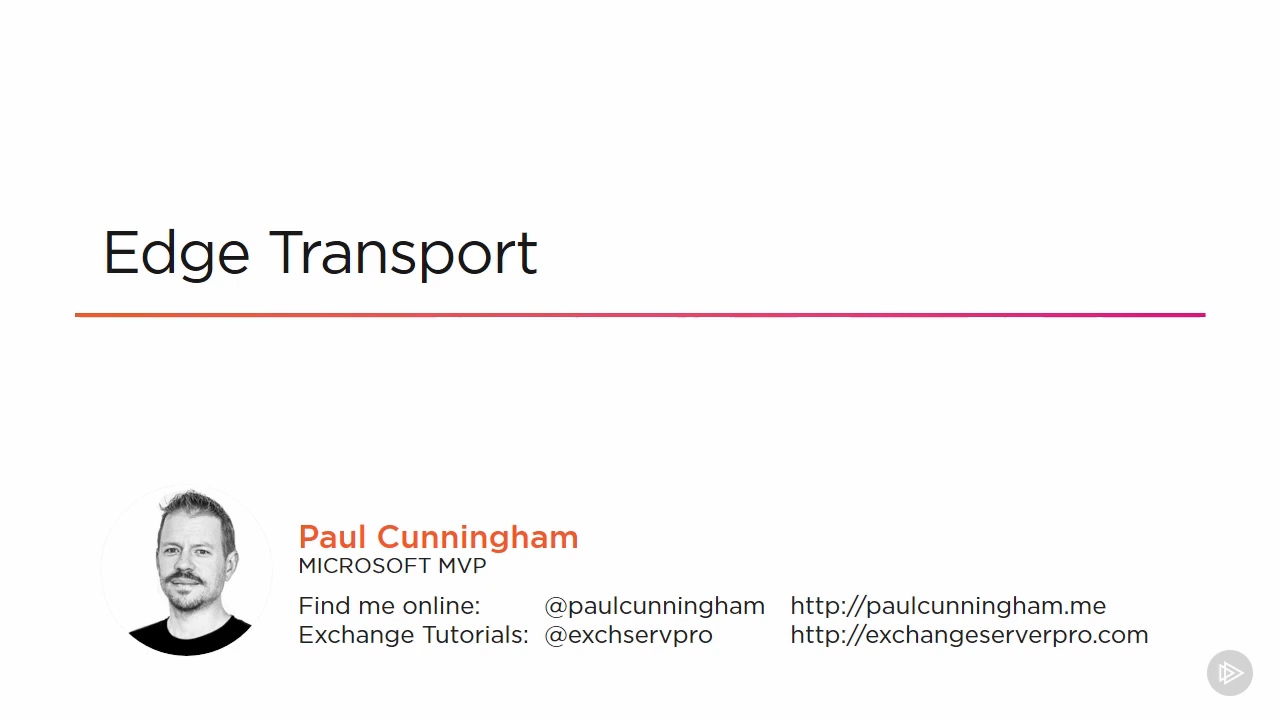 Edge Transport
Paul Cunningham
MICROSOFT MVP
Find me online: @paulcunningham http://paulcunningham.me
Exchange Tutorials: @exchservpro http://exchangeserverpro.com